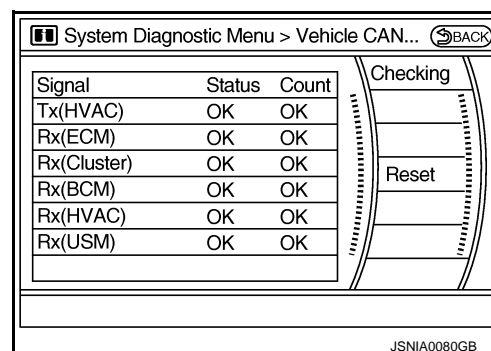 System Diagnostic Menu > Vehicle CAN... BACK
Signal Status Count
Tx(HVAC) OK OK
Rx(ECM) OK OK
Rx(Cluster) OK OK
Rx(BCM) OK OK
Rx(HVAC) OK OK
Rx(USM) OK OK
Checking
Reset
JSNIA0080GB